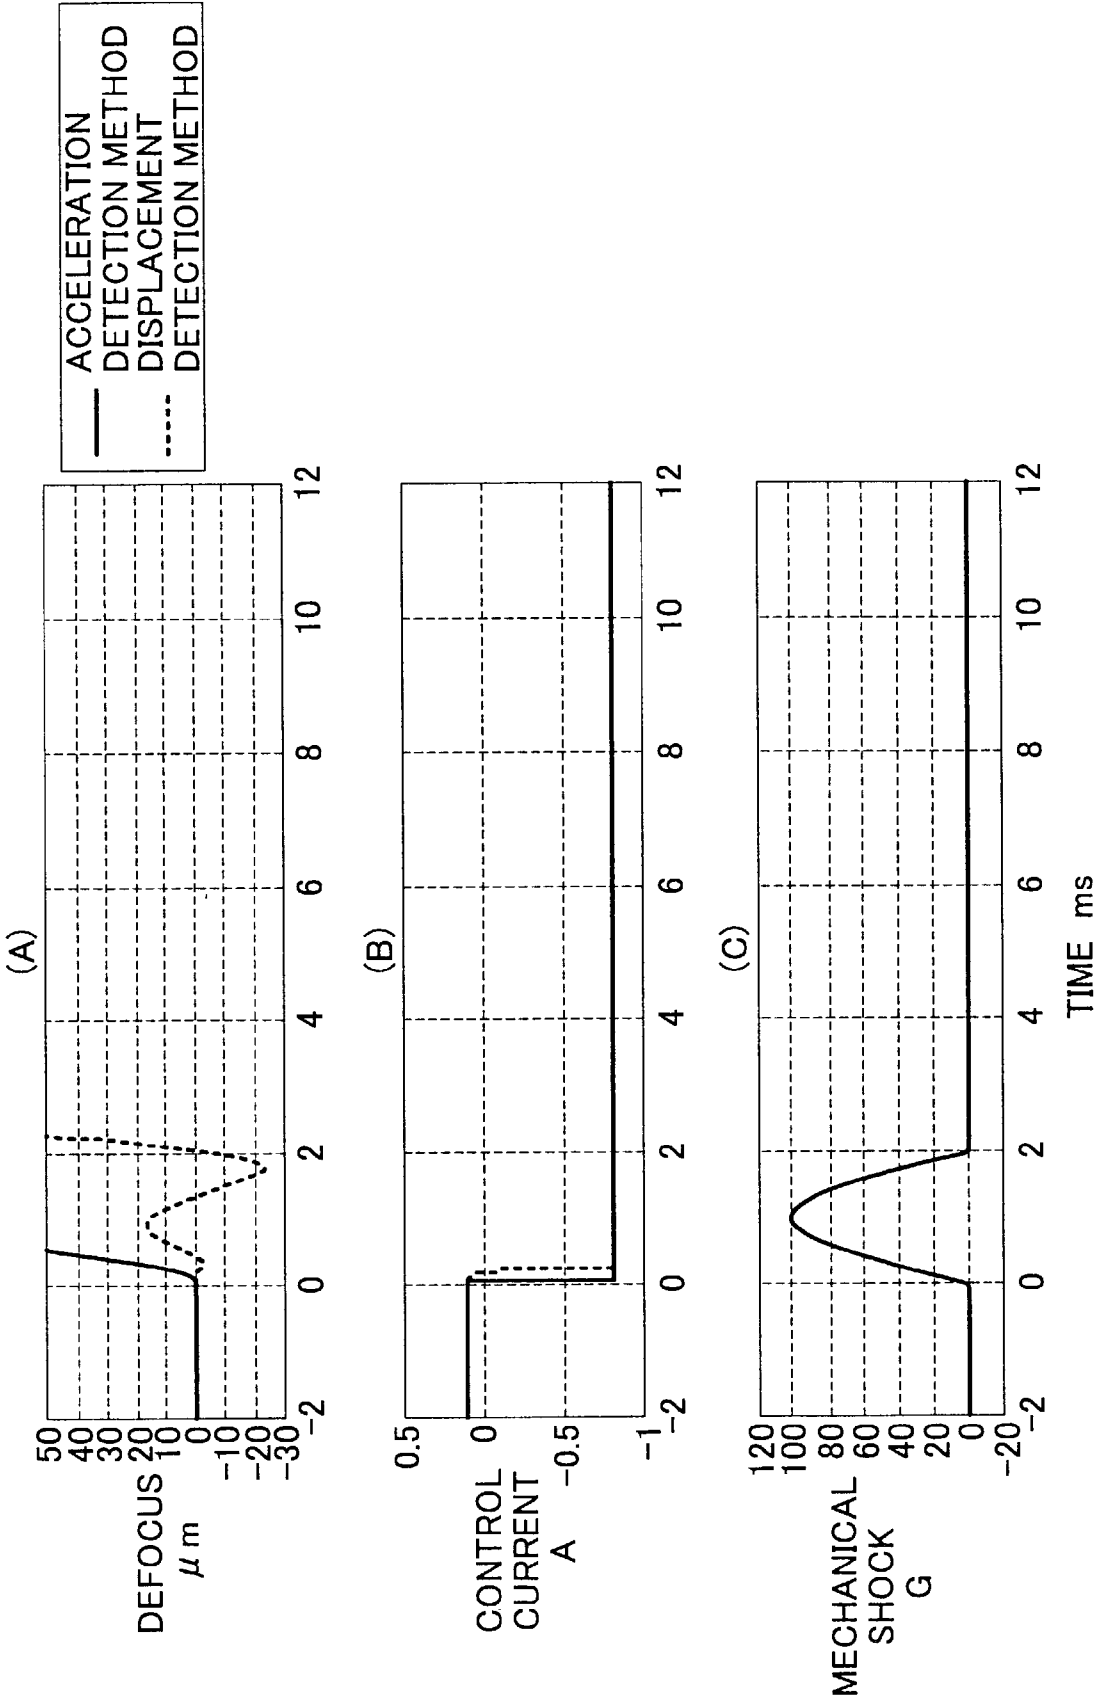 ACCELERATION
DETECTION METHOD
DISPLACEMENT
DETECTION METHOD
(A)
DEFOCUS
μm
50
40
30
20
10
0
-10
-20
-30
-2
0
2
4
6
8
10
12
(B)
CONTROL
CURRENT
A
0.5
0
-0.5
-1
-2
0
2
4
6
8
10
12
(C)
MECHANICAL
SHOCK
G
120
100
80
60
40
20
0
-20
-2
0
2
4
6
8
10
12
TIME ms